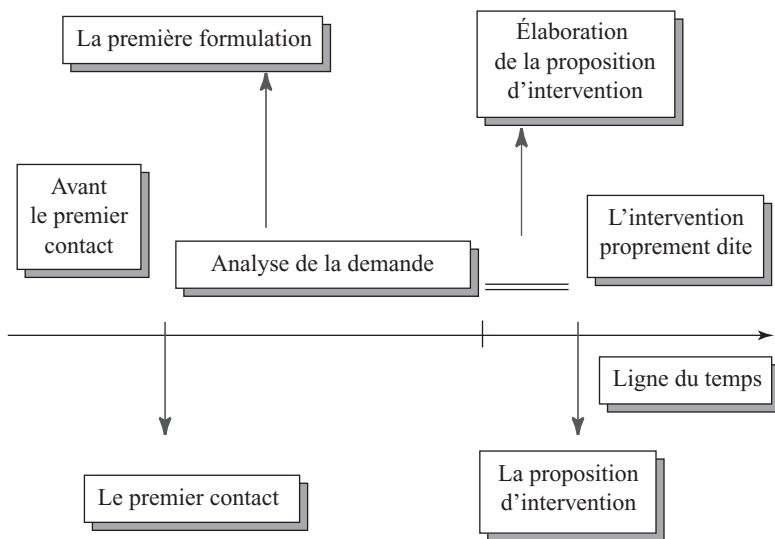 La première formulation
Élaboration
de la proposition
d’intervention
Avant
le premier
contact
Analyse de la demande
L’intervention
proprement dite
Ligne du temps
Le premier contact
La proposition
d’intervention